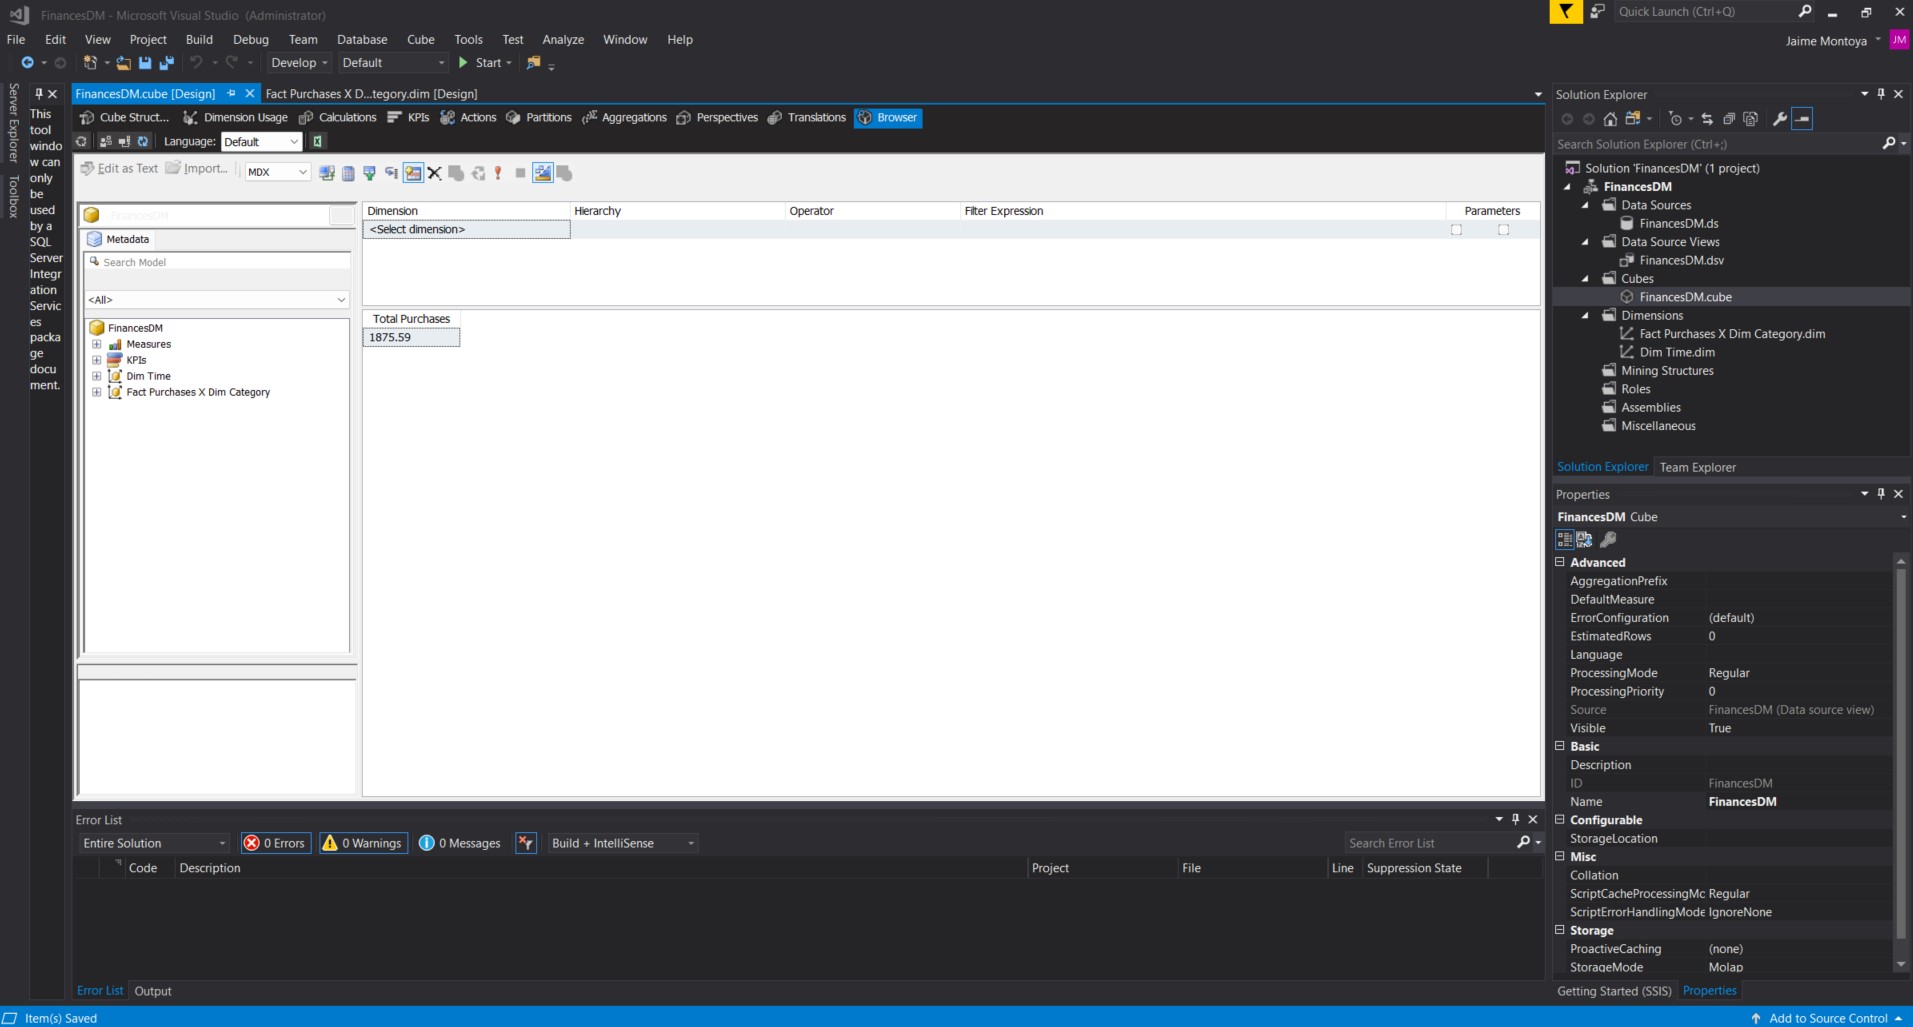 FinancesDM - Microsoft Visual Studio (Administrator)
Quick Launch (Ctrl+Q)
File Edit View Project Build Debug Team Database Cube Tools Test Analyze Window Help
Jaime Montoya JM
Develop Default Start
Server Explorer
Toolbox
This
tool
windo
w can
only
be
used
by a
SQL
Server
Integr
ation
Servic
es
packa
ge
docu
ment.
FinancesDM.cube [Design] Fact Purchases X D...tegory.dim [Design]
Cube Struct... Dimension Usage Calculations KPIs Actions Partitions Aggregations Perspectives Translations Browser
Language: Default
Edit as Text Import... MDX
FinancesDM
Metadata
Search Model
<All>
FinancesDM
Measures
KPIs
Dim Time
Fact Purchases X Dim Category
Dimension Hierarchy Operator Filter Expression Parameters
<Select dimension>
Total Purchases
1875.59
Error List
Entire Solution 0 Errors 0 Warnings 0 Messages Build + IntelliSense Search Error List
Code Description Project File Line Suppression State
Error List Output
Solution Explorer
Search Solution Explorer (Ctrl+;)
Solution 'FinancesDM' (1 project)
FinancesDM
Data Sources
FinancesDM.ds
Data Source Views
FinancesDM.dsv
Cubes
FinancesDM.cube
Dimensions
Fact Purchases X Dim Category.dim
Dim Time.dim
Mining Structures
Roles
Assemblies
Miscellaneous
Solution Explorer Team Explorer
Properties
FinancesDM Cube
Advanced
AggregationPrefix
DefaultMeasure
ErrorConfiguration (default)
EstimatedRows 0
Language
ProcessingMode Regular
ProcessingPriority 0
Source FinancesDM (Data source view)
Visible True
Basic
Description
ID FinancesDM
Name FinancesDM
Configurable
StorageLocation
Misc
Collation
ScriptCacheProcessingMo Regular
ScriptErrorHandlingMode IgnoreNone
Storage
ProactiveCaching (none)
StorageMode Molap
Getting Started (SSIS) Properties
Item(s) Saved
Add to Source Control